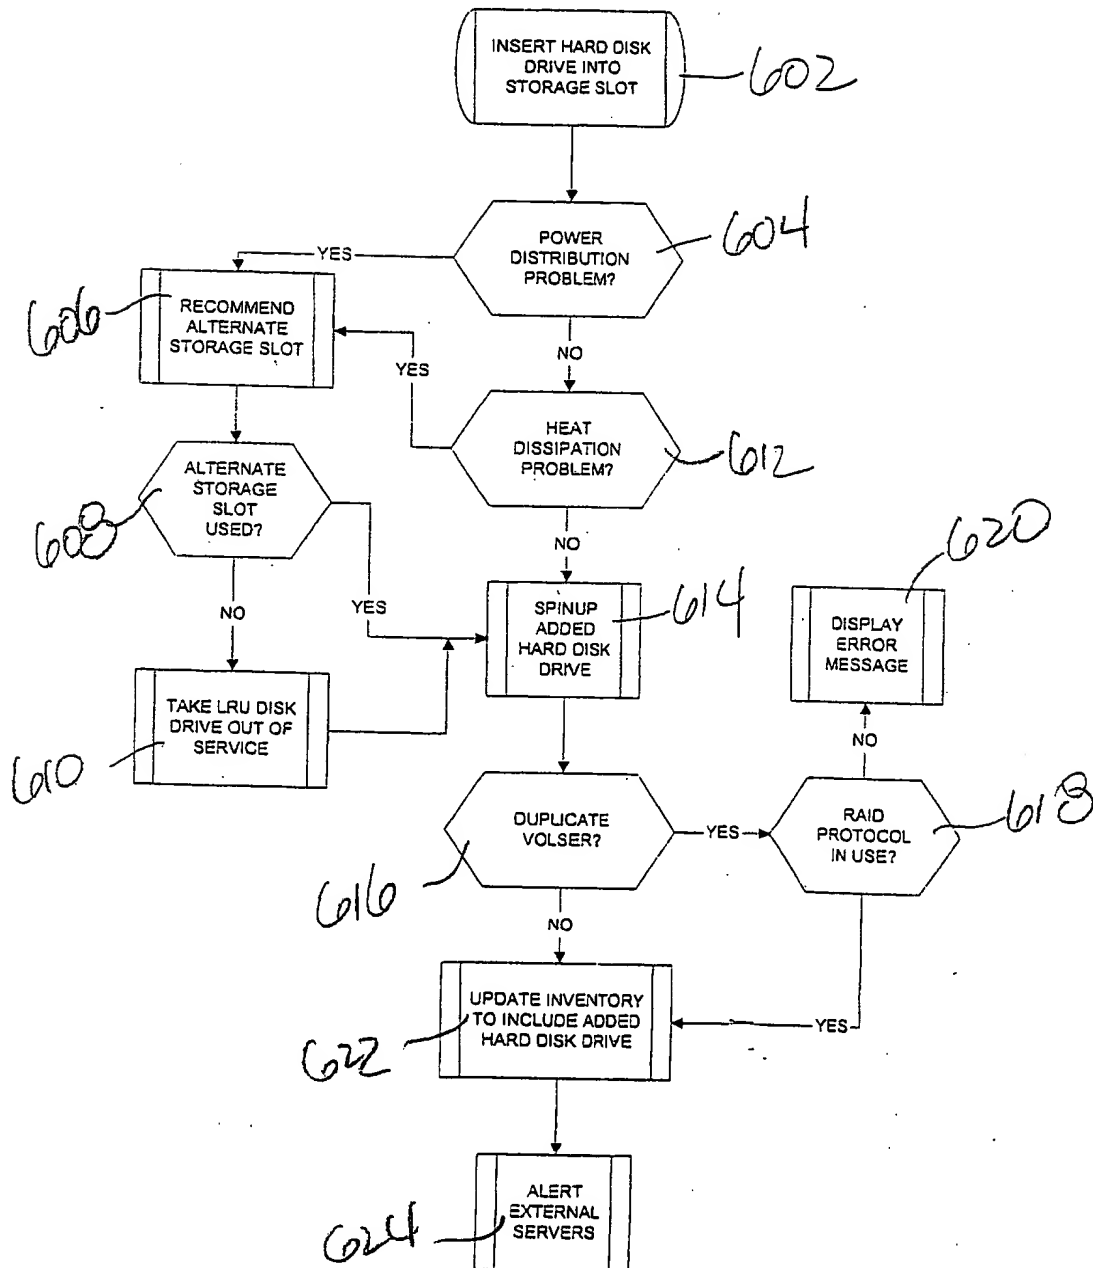 INSERT HARD DISK
DRIVE INTO
STORAGE SLOT
602
POWER
DISTRIBUTION
PROBLEM?
604
YES
606
RECOMMEND
ALTERNATE
STORAGE SLOT
NO
YES
HEAT
DISSIPATION
PROBLEM?
612
ALTERNATE
STORAGE
SLOT
USED?
608
NO
620
NO
YES
SPINUP
ADDED
HARD DISK
DRIVE
614
DISPLAY
ERROR
MESSAGE
TAKE LRU DISK
DRIVE OUT OF
SERVICE
610
NO
DUPLICATE
VOLSER?
616
YES
RAID
PROTOCOL
IN USE?
618
NO
UPDATE INVENTORY
TO INCLUDE ADDED
HARD DISK DRIVE
622
YES
ALERT
EXTERNAL
SERVERS
624